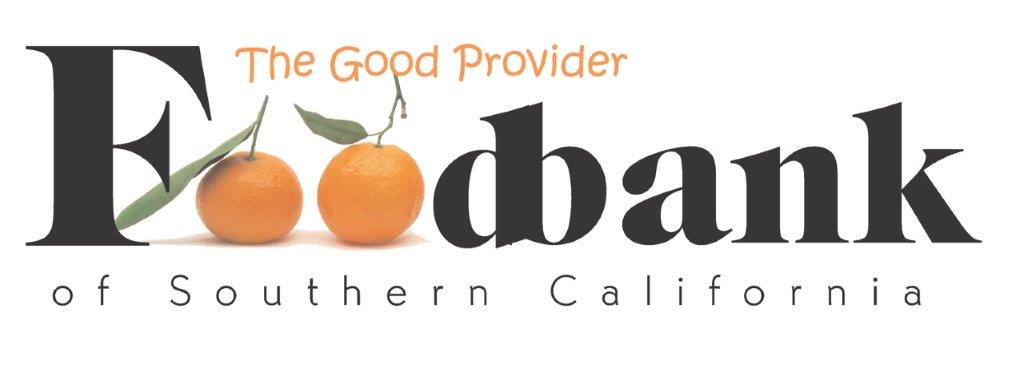 The Good Provider
Foodbank
of Southern California